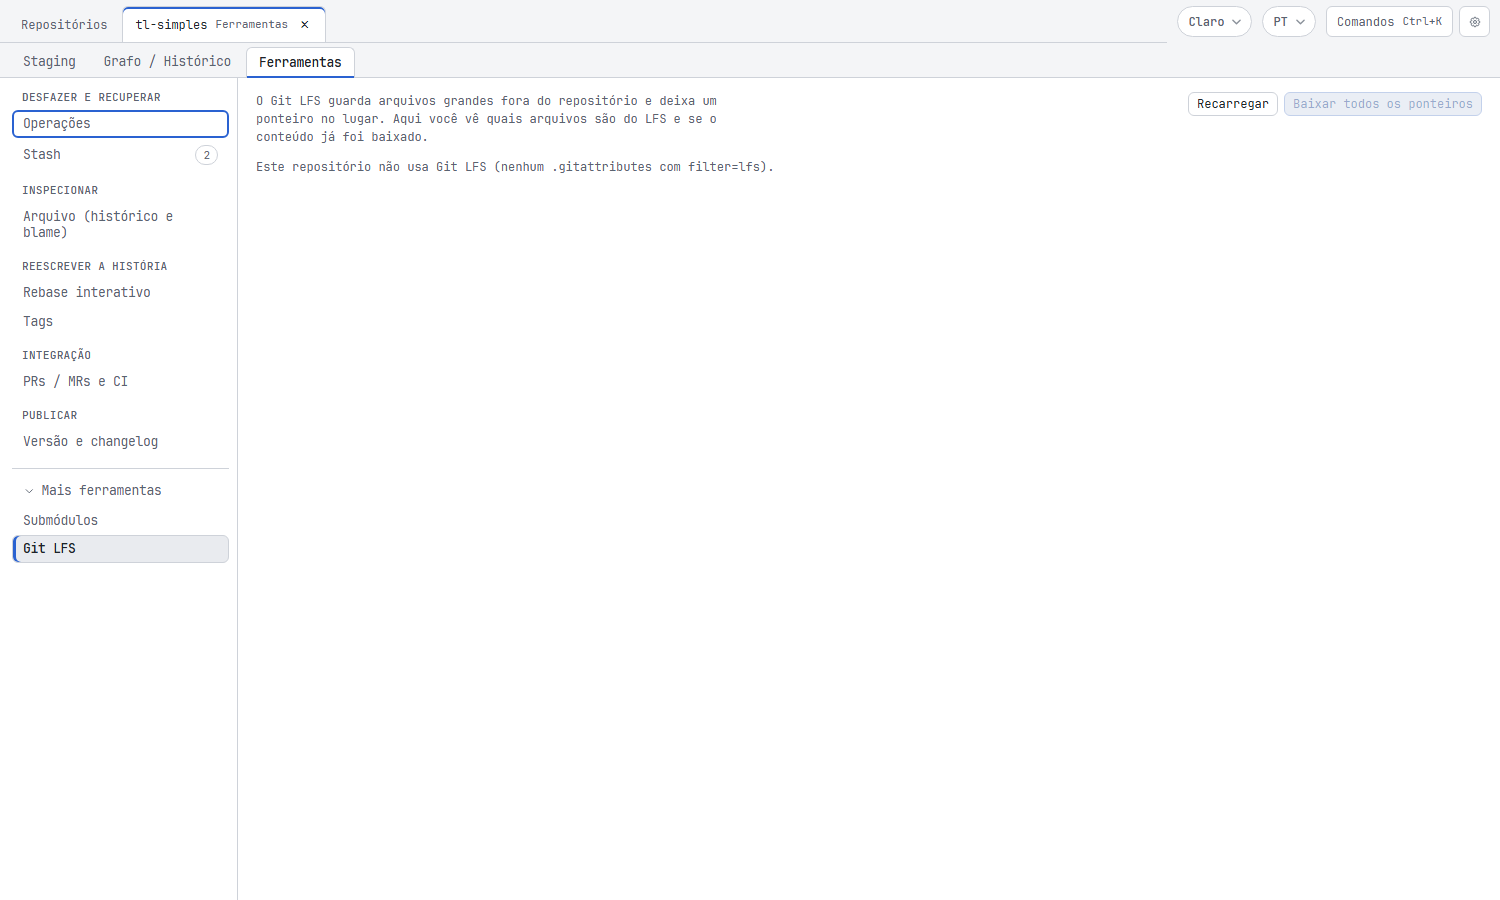 Repositórios
tl-simples Ferramentas ×
Claro
PT
Comandos Ctrl+K
Staging
Grafo / Histórico
Ferramentas
DESFAZER E RECUPERAR
Operações
Stash 2
INSPECIONAR
Arquivo (histórico e
blame)
REESCREVER A HISTÓRIA
Rebase interativo
Tags
INTEGRAÇÃO
PRs / MRs e CI
PUBLICAR
Versão e changelog
Mais ferramentas
Submódulos
Git LFS
O Git LFS guarda arquivos grandes fora do repositório e deixa um
ponteiro no lugar. Aqui você vê quais arquivos são do LFS e se o
conteúdo já foi baixado.
Recarregar
Baixar todos os ponteiros
Este repositório não usa Git LFS (nenhum .gitattributes com filter=lfs).